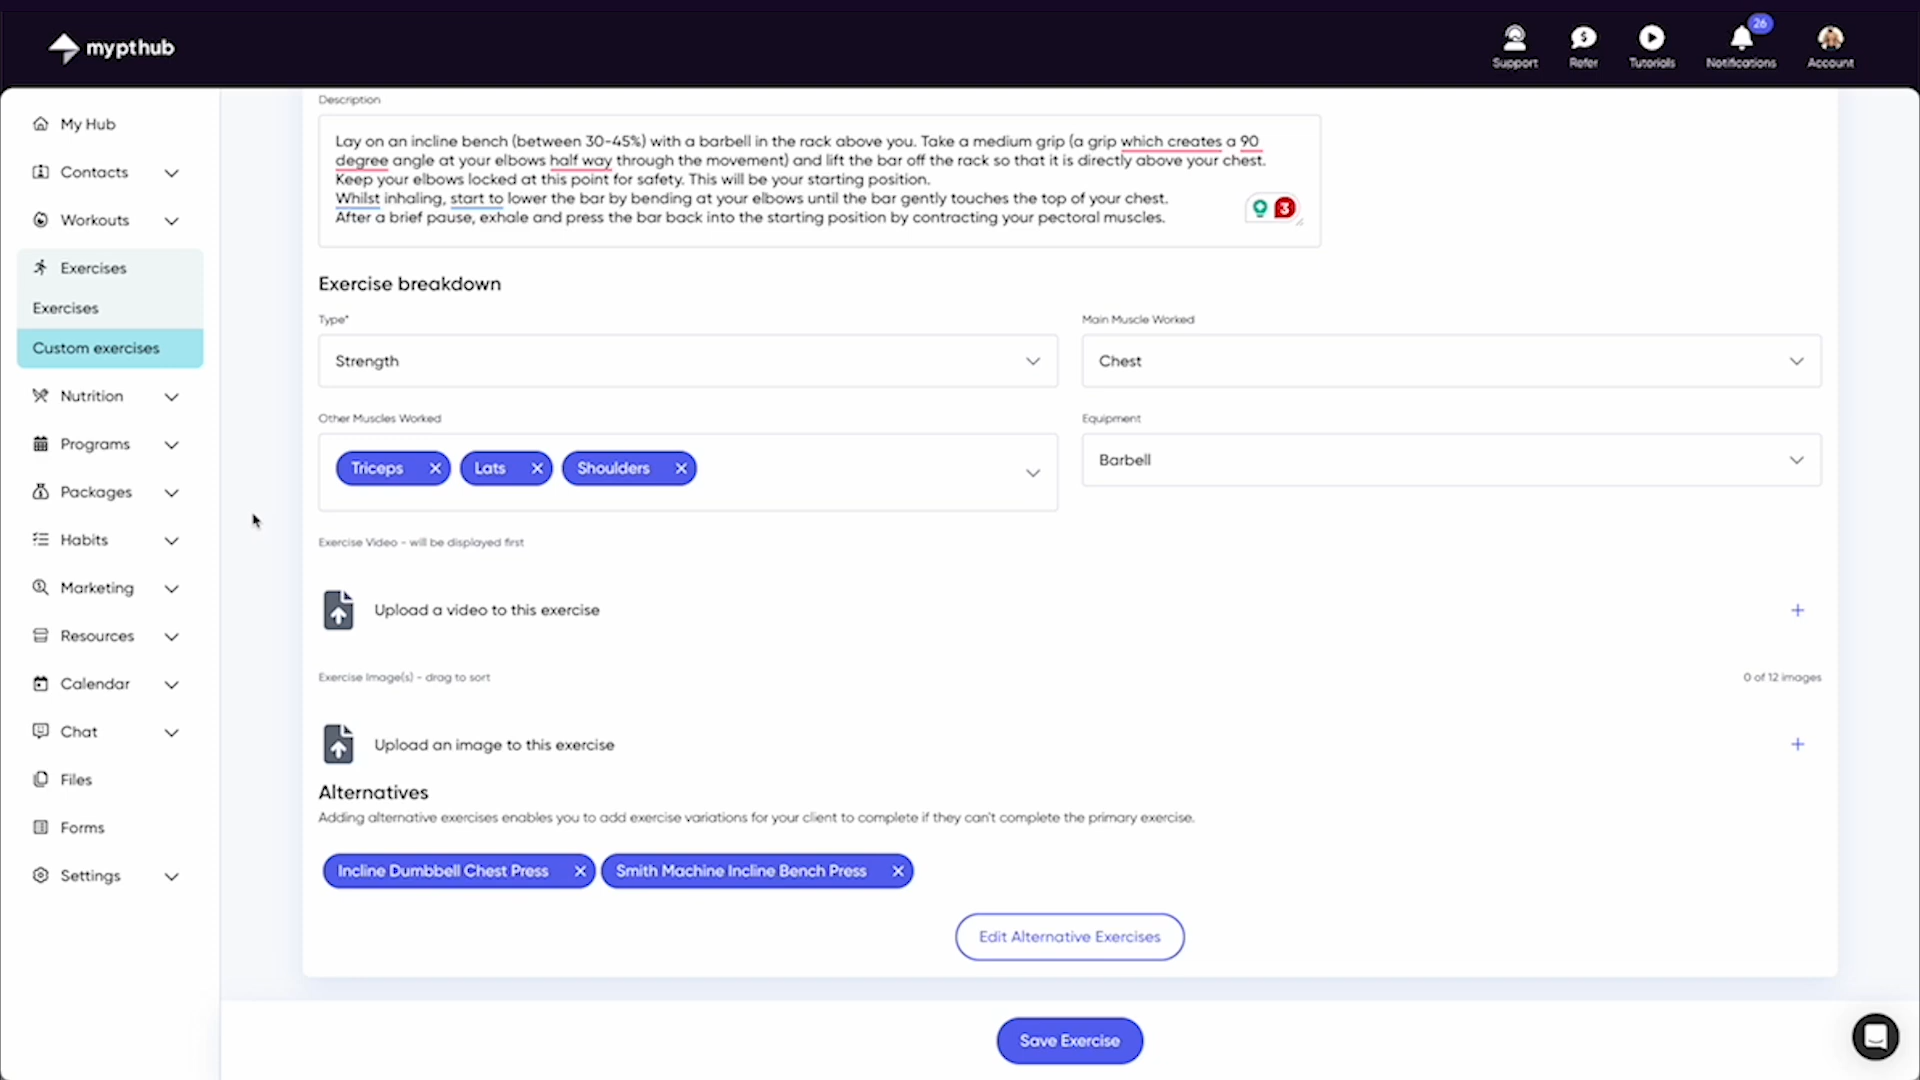 mypthub
Support
Refer
Tutorials
26
Notifications
Account
My Hub
Contacts
Workouts
Exercises
Exercises
Custom exercises
Nutrition
Programs
Packages
Habits
Marketing
Resources
Calendar
Chat
Files
Forms
Settings
Description
Lay on an incline bench (between 30-45%) with a barbell in the rack above you. Take a medium grip (a grip which creates a 90
degree angle at your elbows half way through the movement) and lift the bar off the rack so that it is directly above your chest.
Keep your elbows locked at this point for safety. This will be your starting position.
Whilst inhaling, start to lower the bar by bending at your elbows until the bar gently touches the top of your chest.
After a brief pause, exhale and press the bar back into the starting position by contracting your pectoral muscles.
3
Exercise breakdown
Type*
Main Muscle Worked
Strength
Chest
Other Muscles Worked
Equipment
Triceps
Lats
Shoulders
Barbell
Exercise Video - will be displayed first
Upload a video to this exercise
Exercise Image(s) - drag to sort
0 of 12 images
Upload an image to this exercise
Alternatives
Adding alternative exercises enables you to add exercise variations for your client to complete if they can't complete the primary exercise.
Incline Dumbbell Chest Press
Smith Machine Incline Bench Press
Edit Alternative Exercises
Save Exercise